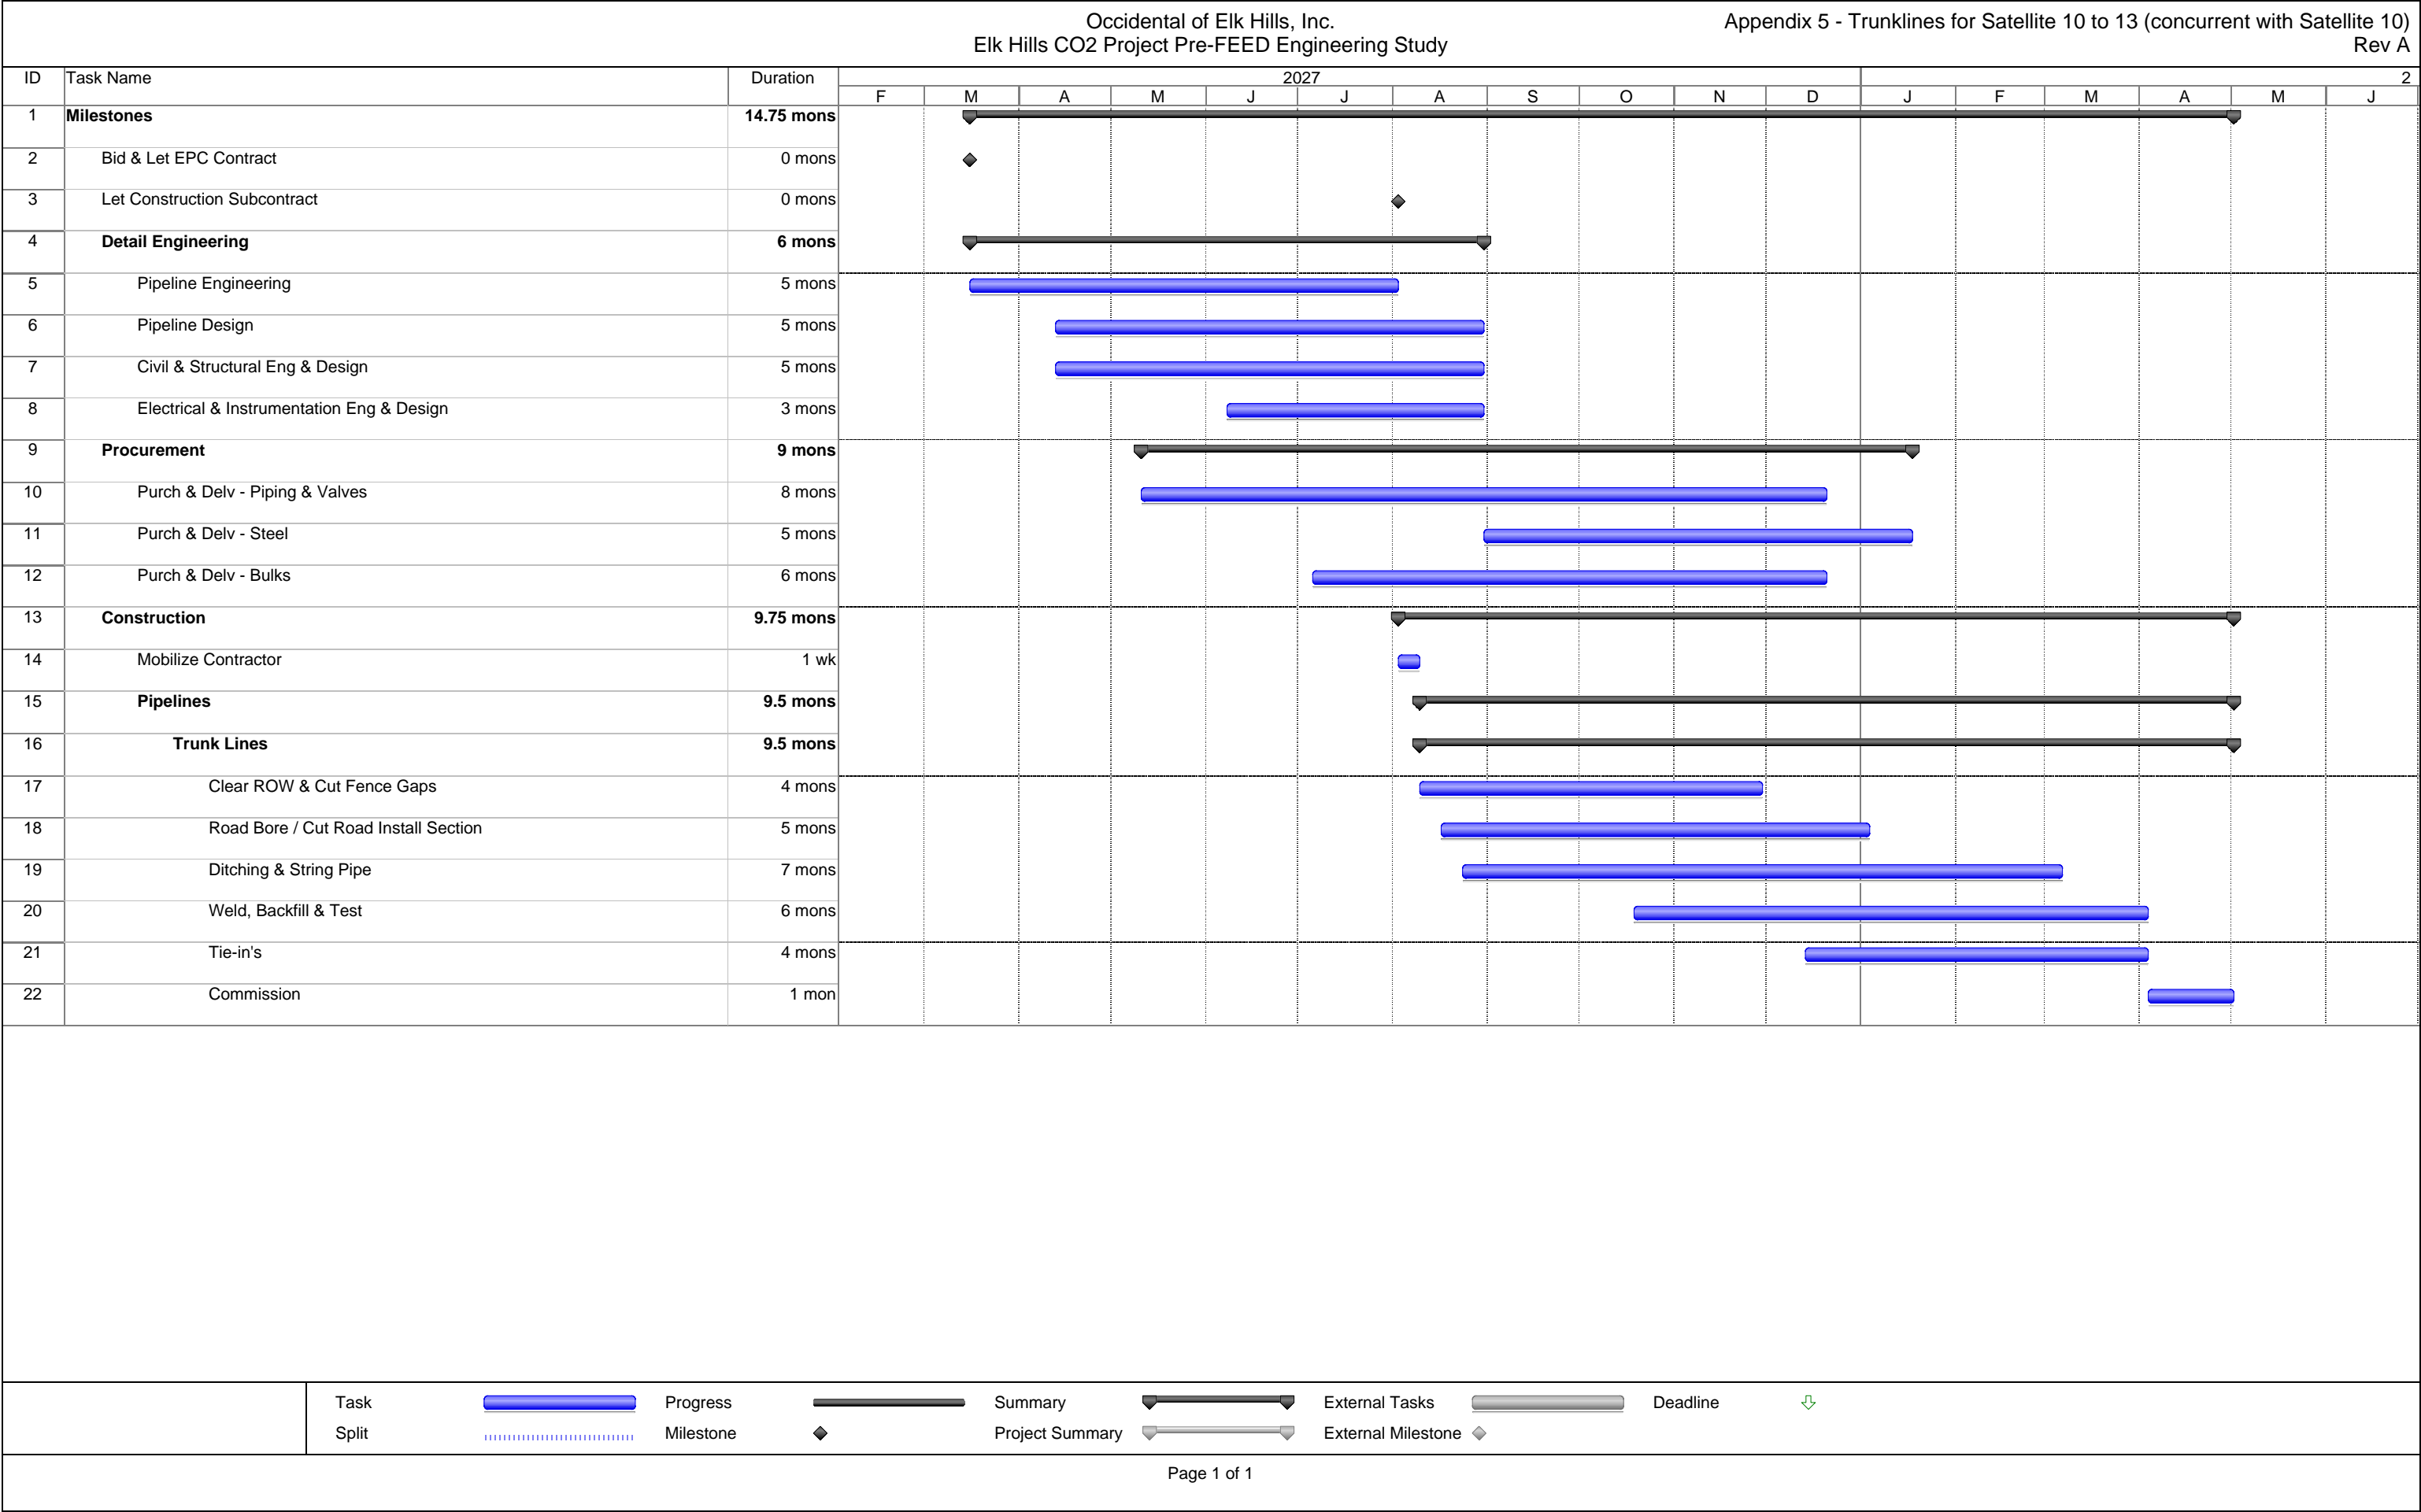 Occidental of Elk Hills, Inc.
Elk Hills CO2 Project Pre-FEED Engineering Study
Appendix 5 - Trunklines for Satellite 10 to 13 (concurrent with Satellite 10)
Rev A
ID Task Name Duration 2027 2
F M A M J J A S O N D J F M A M J
1 Milestones 14.75 mons
2 Bid & Let EPC Contract 0 mons
3 Let Construction Subcontract 0 mons
4 Detail Engineering 6 mons
5 Pipeline Engineering 5 mons
6 Pipeline Design 5 mons
7 Civil & Structural Eng & Design 5 mons
8 Electrical & Instrumentation Eng & Design 3 mons
9 Procurement 9 mons
10 Purch & Delv - Piping & Valves 8 mons
11 Purch & Delv - Steel 5 mons
12 Purch & Delv - Bulks 6 mons
13 Construction 9.75 mons
14 Mobilize Contractor 1 wk
15 Pipelines 9.5 mons
16 Trunk Lines 9.5 mons
17 Clear ROW & Cut Fence Gaps 4 mons
18 Road Bore / Cut Road Install Section 5 mons
19 Ditching & String Pipe 7 mons
20 Weld, Backfill & Test 6 mons
21 Tie-in's 4 mons
22 Commission 1 mon
Task Progress Summary External Tasks Deadline
Split Milestone Project Summary External Milestone
Page 1 of 1